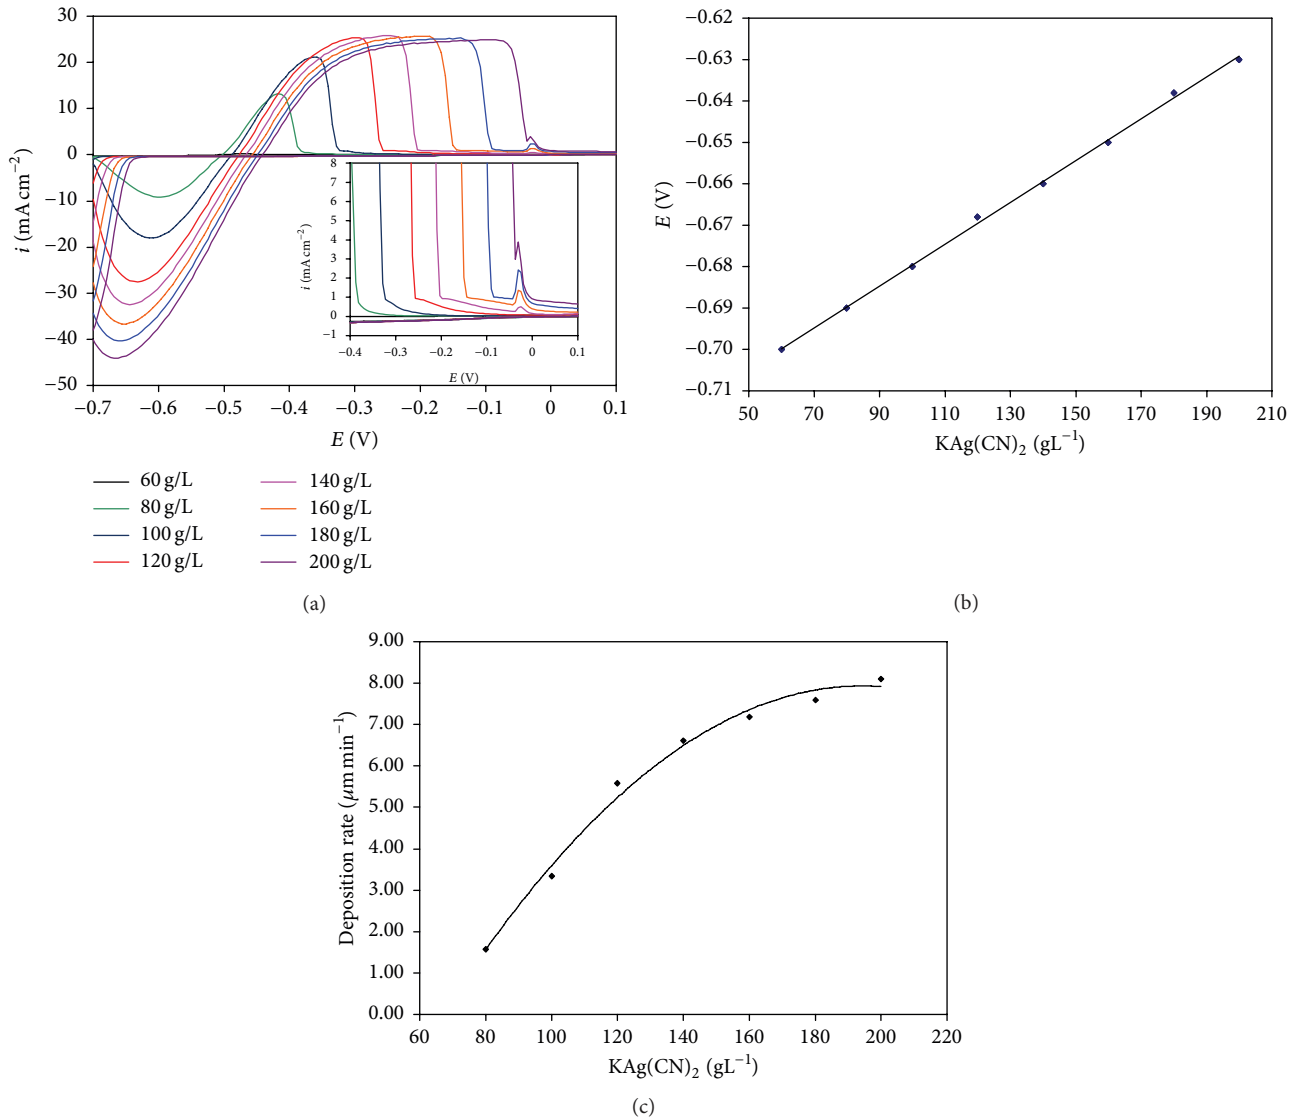 30
20
10
0
−10
−20
−30
−40
−50
i (mA cm−2)
−0.7 −0.6 −0.5 −0.4 −0.3 −0.2 −0.1 0 0.1
E (V)
8
7
6
5
4
3
2
1
0
−1
i (mA cm−2)
−0.4 −0.3 −0.2 −0.1 0 0.1
E (V)
60 g/L 140 g/L
80 g/L 160 g/L
100 g/L 180 g/L
120 g/L 200 g/L
(a)
−0.62
−0.63
−0.64
−0.65
−0.66
−0.67
−0.68
−0.69
−0.70
−0.71
E (V)
50 70 90 110 130 150 170 190 210
KAg(CN)2 (gL−1)
(b)
9.00
8.00
7.00
6.00
5.00
4.00
3.00
2.00
1.00
0.00
Deposition rate (μm min−1)
60 80 100 120 140 160 180 200 220
KAg(CN)2 (gL−1)
(c)